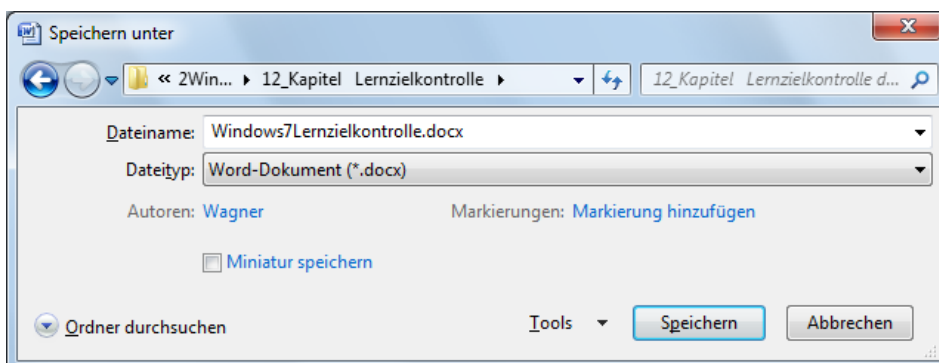 Speichern unter
« 2Win... ▸ 12_Kapitel Lernzielkontrolle ▸ 12_Kapitel Lernzielkontrolle d...
Dateiname: Windows7Lernzielkontrolle.docx
Dateityp: Word-Dokument (*.docx)
Autoren: Wagner Markierungen: Markierung hinzufügen
Miniatur speichern
Ordner durchsuchen Tools Speichern Abbrechen